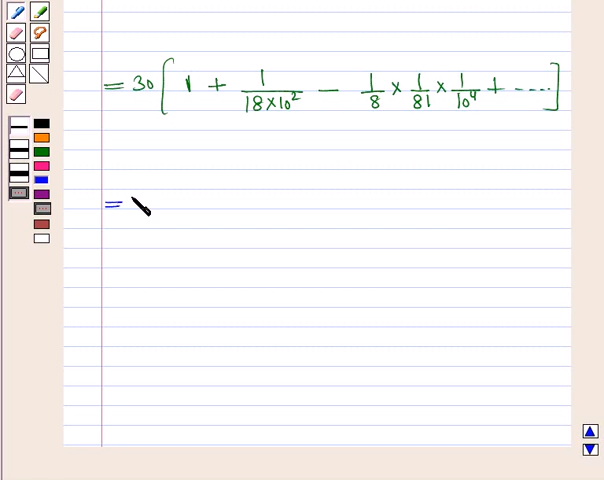 = 30 [ 1 + 1/(18×10²) − 1/8 × 1/81 × 1/10⁴ + ..... ]
=